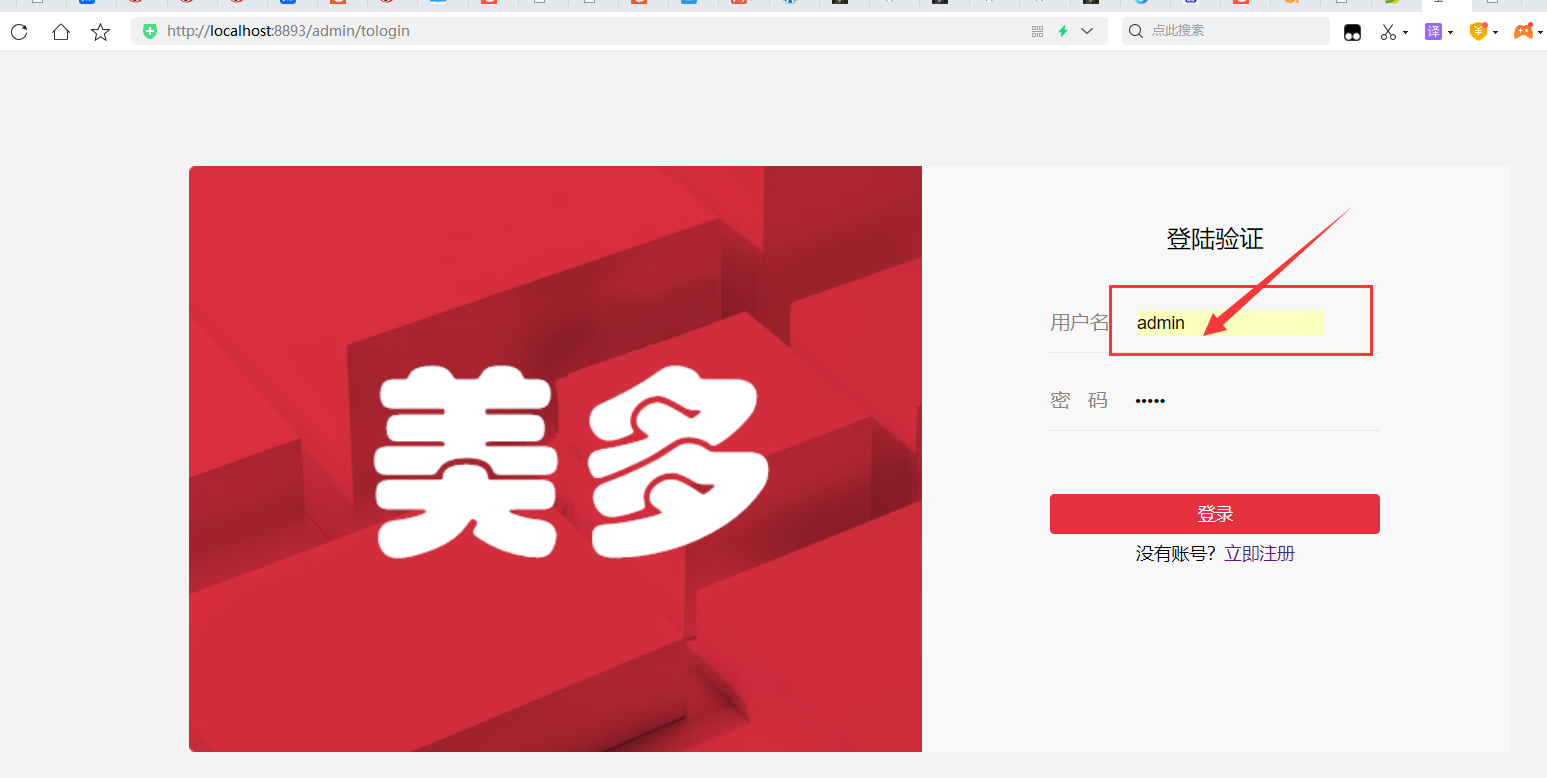 http://localhost:8893/admin/tologin
点此搜索
译
美多
登陆验证
用户名 admin
密 码 •••••
登录
没有账号？立即注册